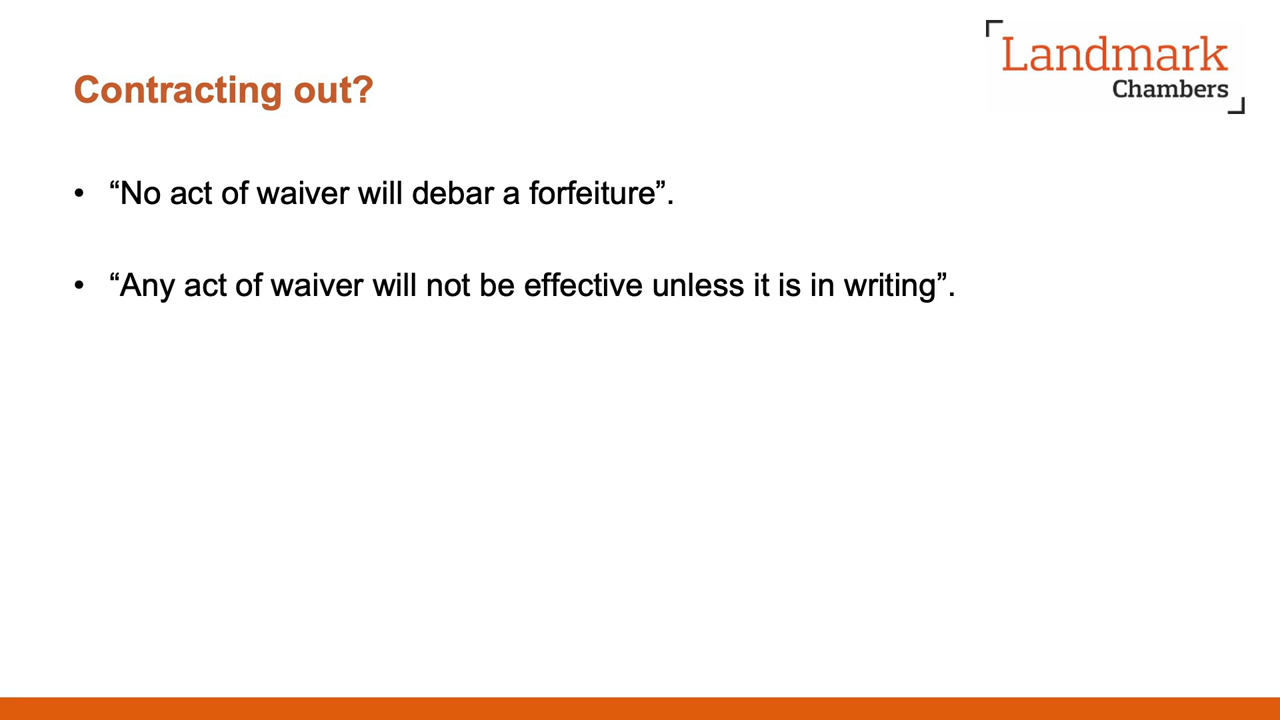 Landmark
Chambers
Contracting out?
• “No act of waiver will debar a forfeiture”.
• “Any act of waiver will not be effective unless it is in writing”.